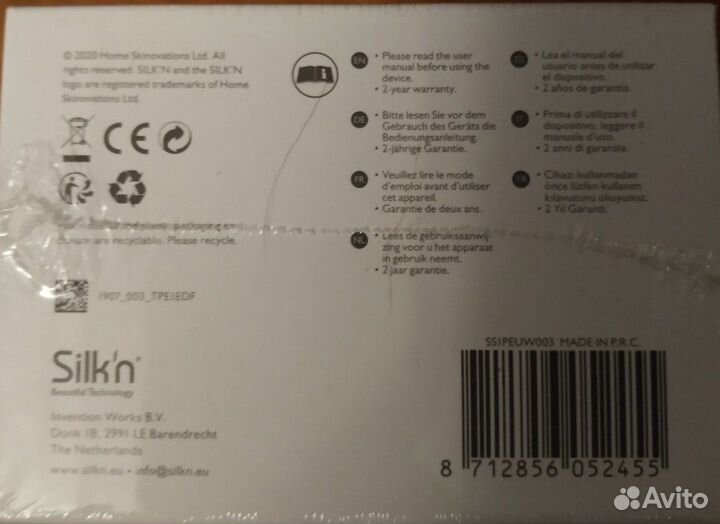 © 2020 Home Skinovations Ltd. All
rights reserved. SILK'N and the SILK'N
logo are registered trademarks of Home
Skinovations Ltd.
CE
packaging en
are recyclable. Please recycle.
1907_003_TPE1EDF
Silk'n®
Beautiful Technology
Invention Works B.V.
Donk 1B, 2991 LE Barendrecht
The Netherlands
www.silkn.eu • info@silkn.eu
EN
• Please read the user
manual before using the
device.
• 2-year warranty.
DE
• Bitte lesen Sie vor dem
Gebrauch des Geräts die
Bedienungsanleitung.
• 2-jährige Garantie.
FR
• Veuillez lire le mode
d'emploi avant d'utiliser
cet appareil.
• Garantie de deux ans.
NL
• Lees de gebruiksaanwij-
zing voor u het apparaat
in gebruik neemt.
• 2 jaar garantie.
ES
• Lea el manual del
usuario antes de utilizar
el dispositivo.
• 2 años de garantía.
IT
• Prima di utilizzare il
dispositivo, leggere il
manuale d'uso.
• 2 anni di garanzia.
TR
• Cihazı kullanmadan
önce lütfen kullanım
kılavuzunu okuyunuz.
• 2 Yıl Garanti.
SS1PEUW003 MADE IN P.R.C.
8 712856 052455
Avito